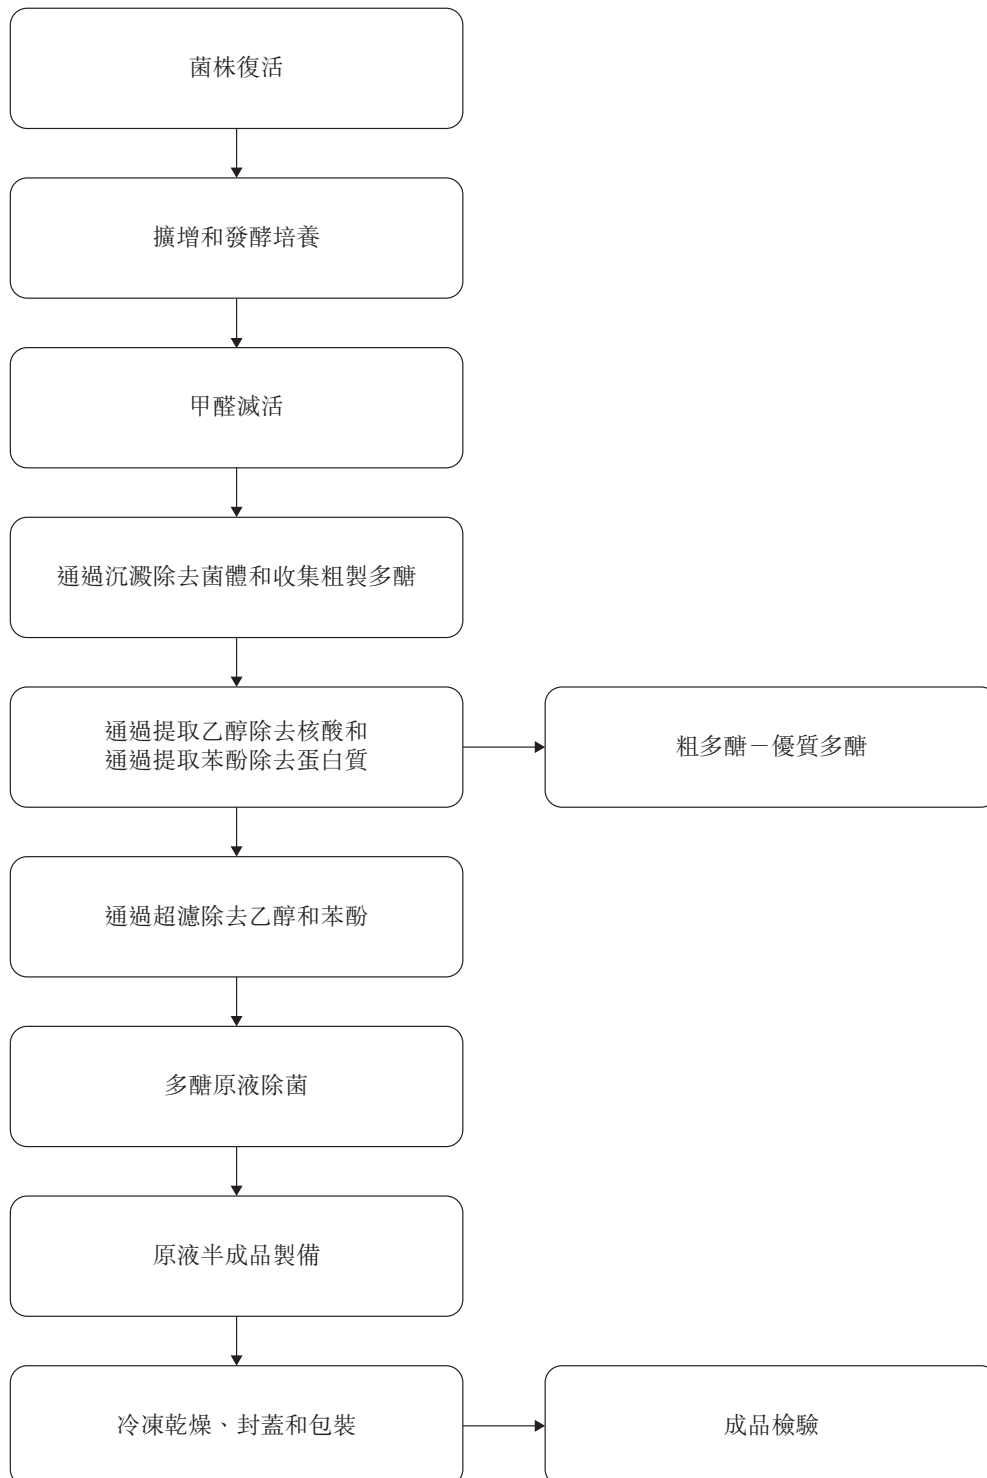 菌株復活
擴增和發酵培養
甲醛滅活
通過沉澱除去菌體和收集粗製多醣
通過提取乙醇除去核酸和
通過提取苯酚除去蛋白質
粗多醣－優質多醣
通過超濾除去乙醇和苯酚
多醣原液除菌
原液半成品製備
冷凍乾燥、封蓋和包裝
成品檢驗